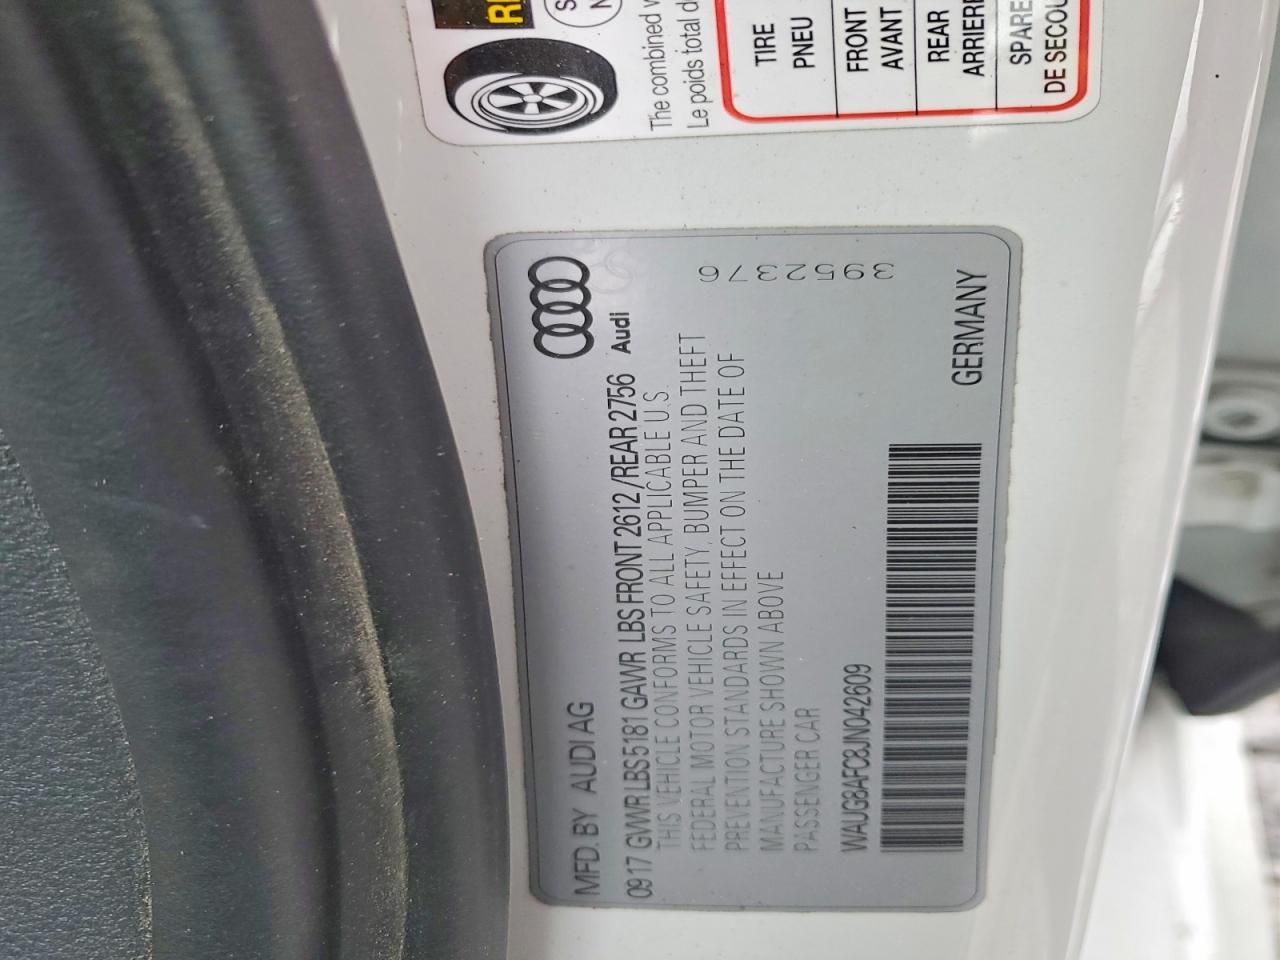 MFD. BY AUDI AG
0917 GVWR LBS 5181 GAWR LBS FRONT 2612 / REAR 2756
Audi
THIS VEHICLE CONFORMS TO ALL APPLICABLE U.S.
FEDERAL MOTOR VEHICLE SAFETY, BUMPER AND THEFT
PREVENTION STANDARDS IN EFFECT ON THE DATE OF
MANUFACTURE SHOWN ABOVE
PASSENGER CAR
3952376
WAUG8AFC8JN042609
GERMANY
The combined
Le poids total
TIRE
PNEU
FRONT
AVANT
REAR
ARRIERE
SPARE
DE